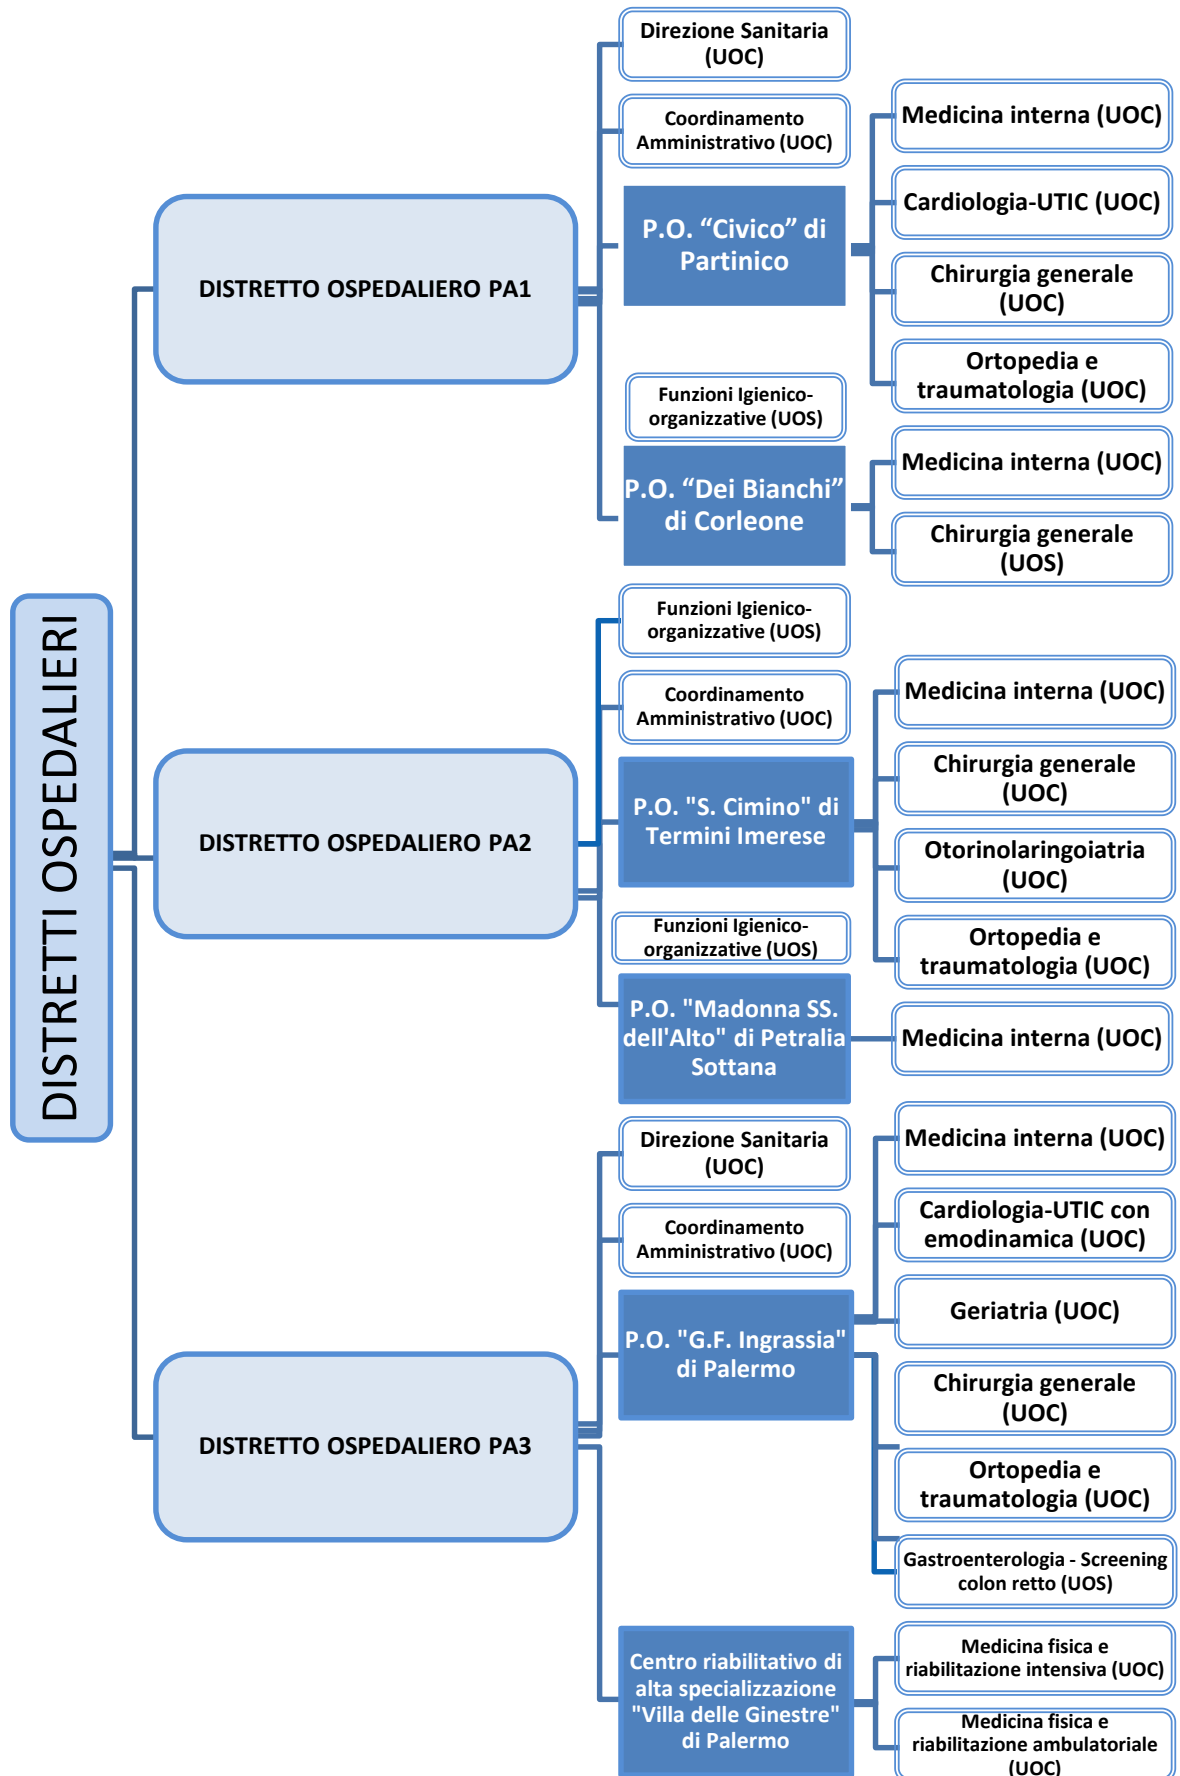 DISTRETTI OSPEDALIERI
DISTRETTO OSPEDALIERO PA1
Direzione Sanitaria
(UOC)
Coordinamento
Amministrativo (UOC)
P.O. “Civico” di
Partinico
Medicina interna (UOC)
Cardiologia-UTIC (UOC)
Chirurgia generale
(UOC)
Ortopedia e
traumatologia (UOC)
Funzioni Igienico-
organizzative (UOS)
P.O. “Dei Bianchi”
di Corleone
Medicina interna (UOC)
Chirurgia generale
(UOS)
DISTRETTO OSPEDALIERO PA2
Funzioni Igienico-
organizzative (UOS)
Coordinamento
Amministrativo (UOC)
P.O. "S. Cimino" di
Termini Imerese
Medicina interna (UOC)
Chirurgia generale
(UOC)
Otorinolaringoiatria
(UOC)
Ortopedia e
traumatologia (UOC)
Funzioni Igienico-
organizzative (UOS)
P.O. "Madonna SS.
dell'Alto" di Petralia
Sottana
Medicina interna (UOC)
DISTRETTO OSPEDALIERO PA3
Direzione Sanitaria
(UOC)
Coordinamento
Amministrativo (UOC)
P.O. "G.F. Ingrassia"
di Palermo
Medicina interna (UOC)
Cardiologia-UTIC con
emodinamica (UOC)
Geriatria (UOC)
Chirurgia generale
(UOC)
Ortopedia e
traumatologia (UOC)
Gastroenterologia - Screening
colon retto (UOS)
Centro riabilitativo di
alta specializzazione
"Villa delle Ginestre"
di Palermo
Medicina fisica e
riabilitazione intensiva (UOC)
Medicina fisica e
riabilitazione ambulatoriale
(UOC)